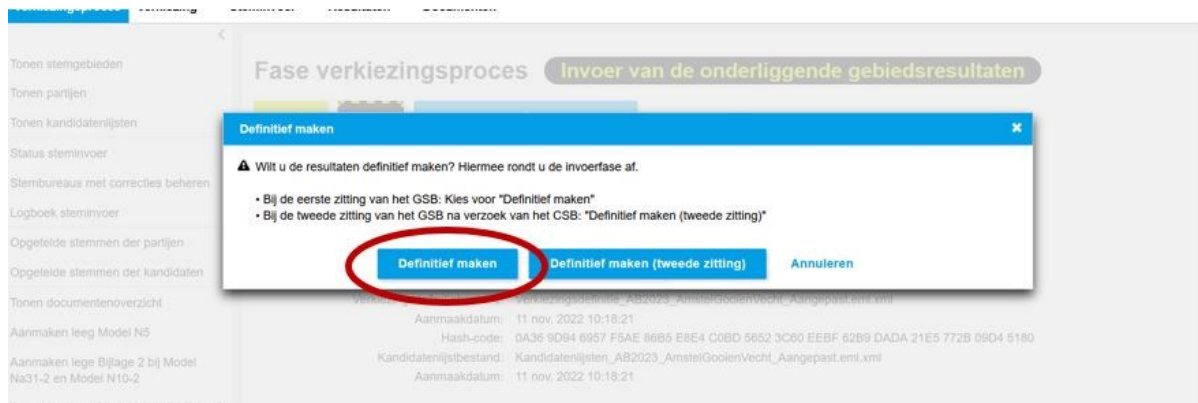 Tonen stemgebieden
Tonen partijen
Tonen kandidatenlijsten
Status steminvoer
Stembureaus met correcties beheren
Logboek steminvoer
Opgetelde stemmen der partijen
Opgetelde stemmen der kandidaten
Tonen documentenoverzicht
Aanmaken leeg Model N5
Aanmaken lege Bijlage 2 bij Model
Na31-2 en Model N10-2
Fase verkiezingsproces Invoer van de onderliggende gebiedsresultaten
Definitief maken
Wilt u de resultaten definitief maken? Hiermee rondt u de invoerfase af.
• Bij de eerste zitting van het GSB: Kies voor "Definitief maken"
• Bij de tweede zitting van het GSB na verzoek van het CSB: "Definitief maken (tweede zitting)"
Definitief maken Definitief maken (tweede zitting) Annuleren
Verkiezingsdefinitie_AB2023_AmstelGooienVecht_Aangepast.eml.xml
Aanmaakdatum: 11 nov. 2022 10:18:21
Hash-code: 0A36 9D94 6957 F5AE 86B5 E8E4 C0BD 5652 3C60 EEBF 62B9 DADA 21E5 772B 09D4 5180
Kandidatenlijstbestand: Kandidatenlijsten_AB2023_AmstelGooienVecht_Aangepast.eml.xml
Aanmaakdatum: 11 nov. 2022 10:18:21